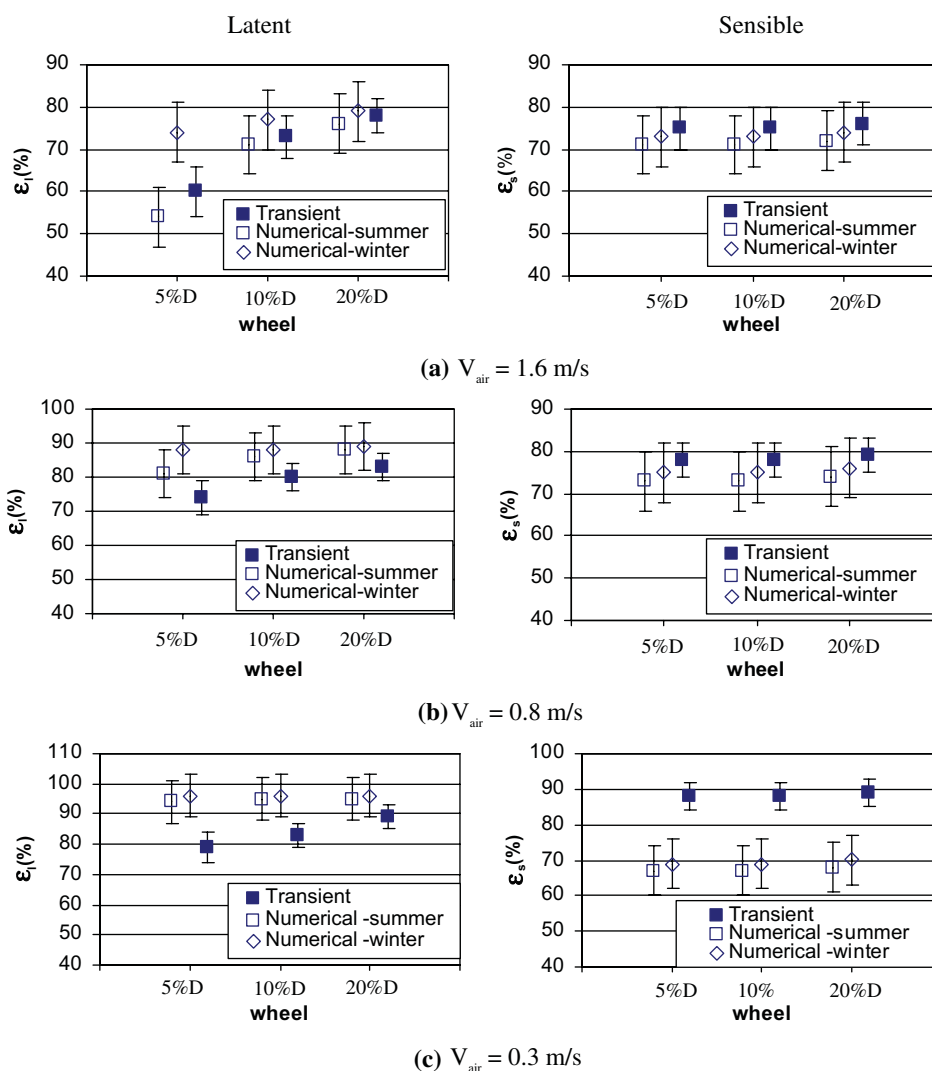 Latent
Sensible
90
80
70
60
50
40
ε_l(%)
Transient
Numerical-summer
Numerical-winter
5%D 10%D 20%D
wheel
90
80
70
60
50
40
ε_s(%)
Transient
Numerical-summer
Numerical-winter
5%D 10%D 20%D
wheel
(a) V_air = 1.6 m/s
100
90
80
70
60
50
40
ε_l(%)
Transient
Numerical-summer
Numerical-winter
5%D 10%D 20%D
wheel
90
80
70
60
50
40
ε_s(%)
Transient
Numerical-summer
Numerical-winter
5%D 10%D 20%D
wheel
(b) V_air = 0.8 m/s
110
100
90
80
70
60
50
40
ε_l(%)
Transient
Numerical -summer
Numerical -winter
5%D 10%D 20%D
wheel
100
90
80
70
60
50
40
ε_s(%)
Transient
Numerical -summer
Numerical -winter
5%D 10% 20%D
wheel
(c) V_air = 0.3 m/s